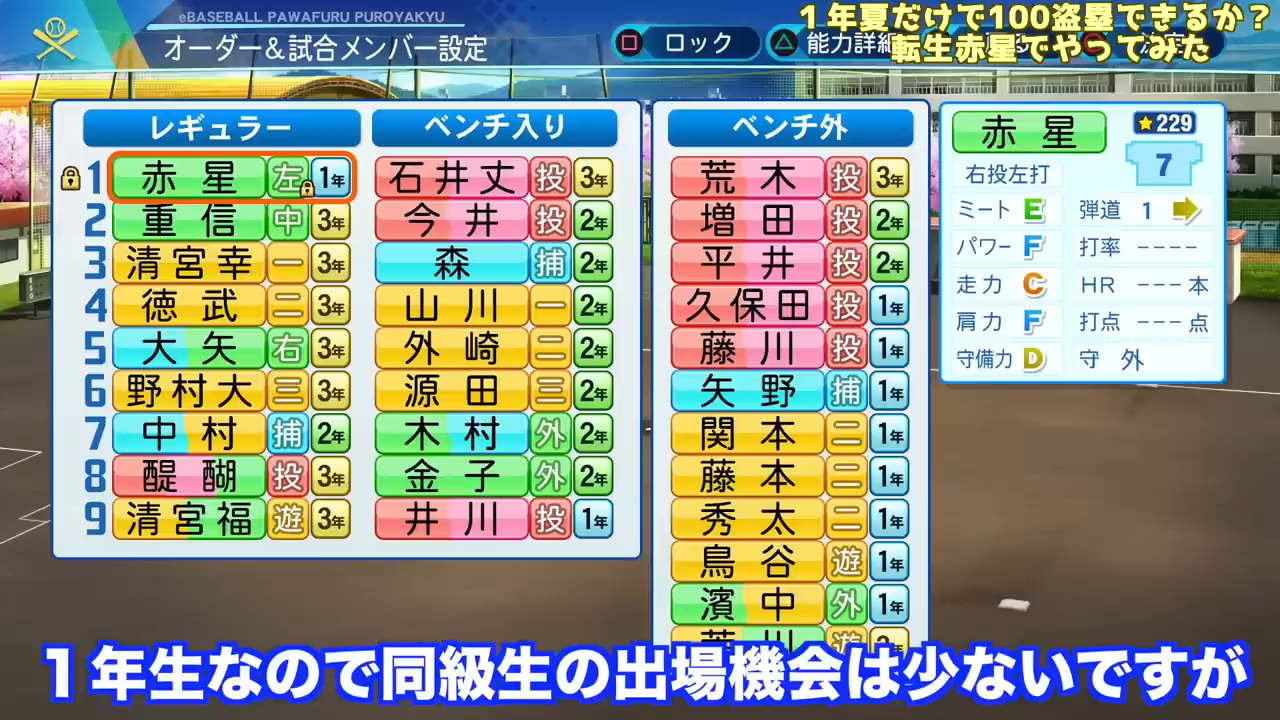 eBASEBALL PAWAFURU PUROYAKYU
オーダー＆試合メンバー設定
ロック
能力詳細
１年夏だけで100盗塁できるか？
転生赤星でやってみた
レギュラー
1 赤星 左 1年
2 重信 中 3年
3 清宮幸 一 3年
4 徳武 二 3年
5 大矢 右 3年
6 野村大 三 3年
7 中村 捕 2年
8 醍醐 投 3年
9 清宮福 遊 3年
ベンチ入り
石井丈 投 3年
今井 投 2年
森 捕 2年
山川 一 2年
外崎 二 2年
源田 三 2年
木村 外 2年
金子 外 2年
井川 投 1年
ベンチ外
荒木 投 3年
増田 投 2年
平井 投 2年
久保田 投 1年
藤川 投 1年
矢野 捕 1年
関本 二 1年
藤本 二 1年
秀太 二 1年
鳥谷 遊 1年
濱中 外 1年
赤星 ★229
右投左打 7
ミート E 弾道 1
パワー F 打率 ----
走力 C HR ---本
肩力 F 打点 ---点
守備力 D 守 外
１年生なので同級生の出場機会は少ないですが